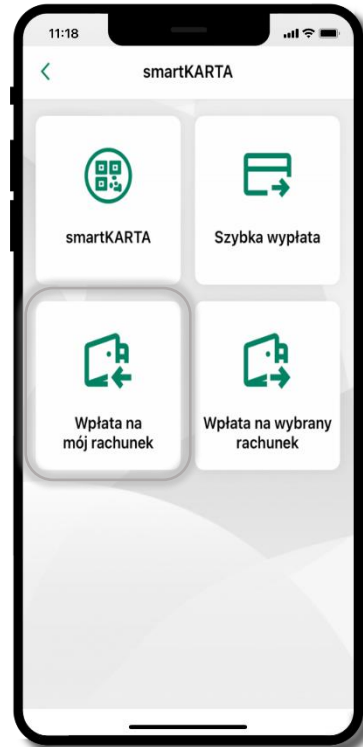 11:18
smartKARTA
smartKARTA
Szybka wypłata
Wpłata na
mój rachunek
Wpłata na wybrany
rachunek